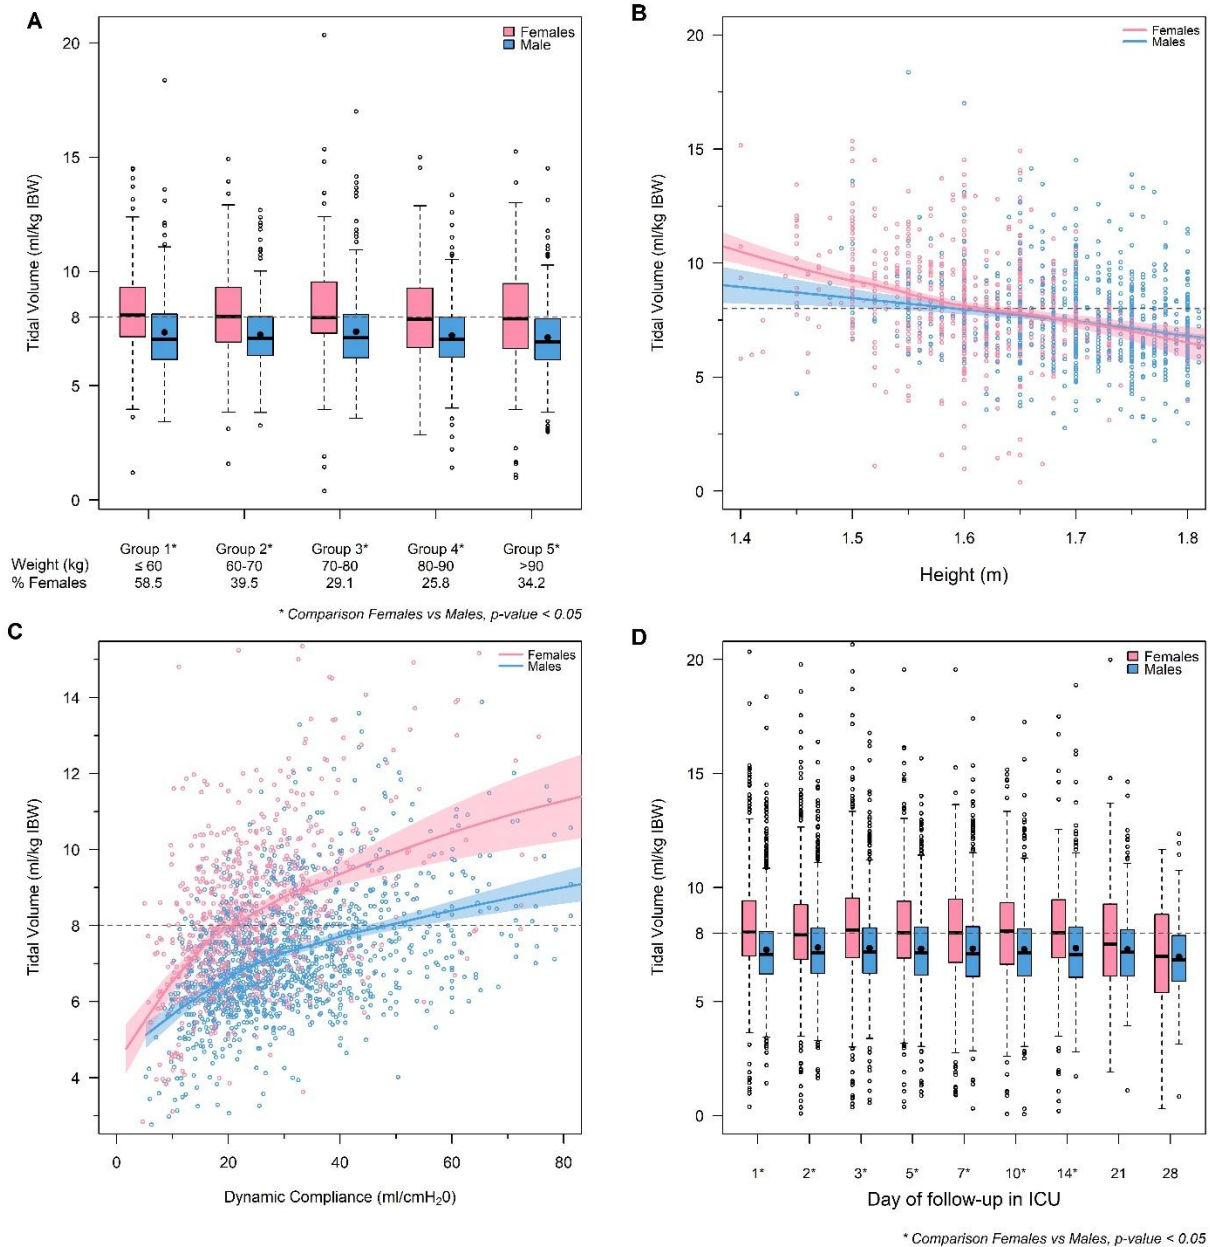 A
Females
Male
20
15
10
8
5
0
Tidal Volume (ml/kg IBW)
Group 1* Group 2* Group 3* Group 4* Group 5*
Weight (kg) ≤ 60 60-70 70-80 80-90 >90
% Females 58.5 39.5 29.1 25.8 34.2
* Comparison Females vs Males, p-value < 0.05
B
Females
Males
20
15
10
8
5
0
Tidal Volume (ml/kg IBW)
1.4 1.5 1.6 1.7 1.8
Height (m)
C
Females
Males
14
12
10
8
6
4
Tidal Volume (ml/kg IBW)
0 20 40 60 80
Dynamic Compliance (ml/cmH₂0)
D
Females
Males
20
15
10
8
5
0
Tidal Volume (ml/kg IBW)
1* 2* 3* 5* 7* 10* 14* 21 28
Day of follow-up in ICU
* Comparison Females vs Males, p-value < 0.05